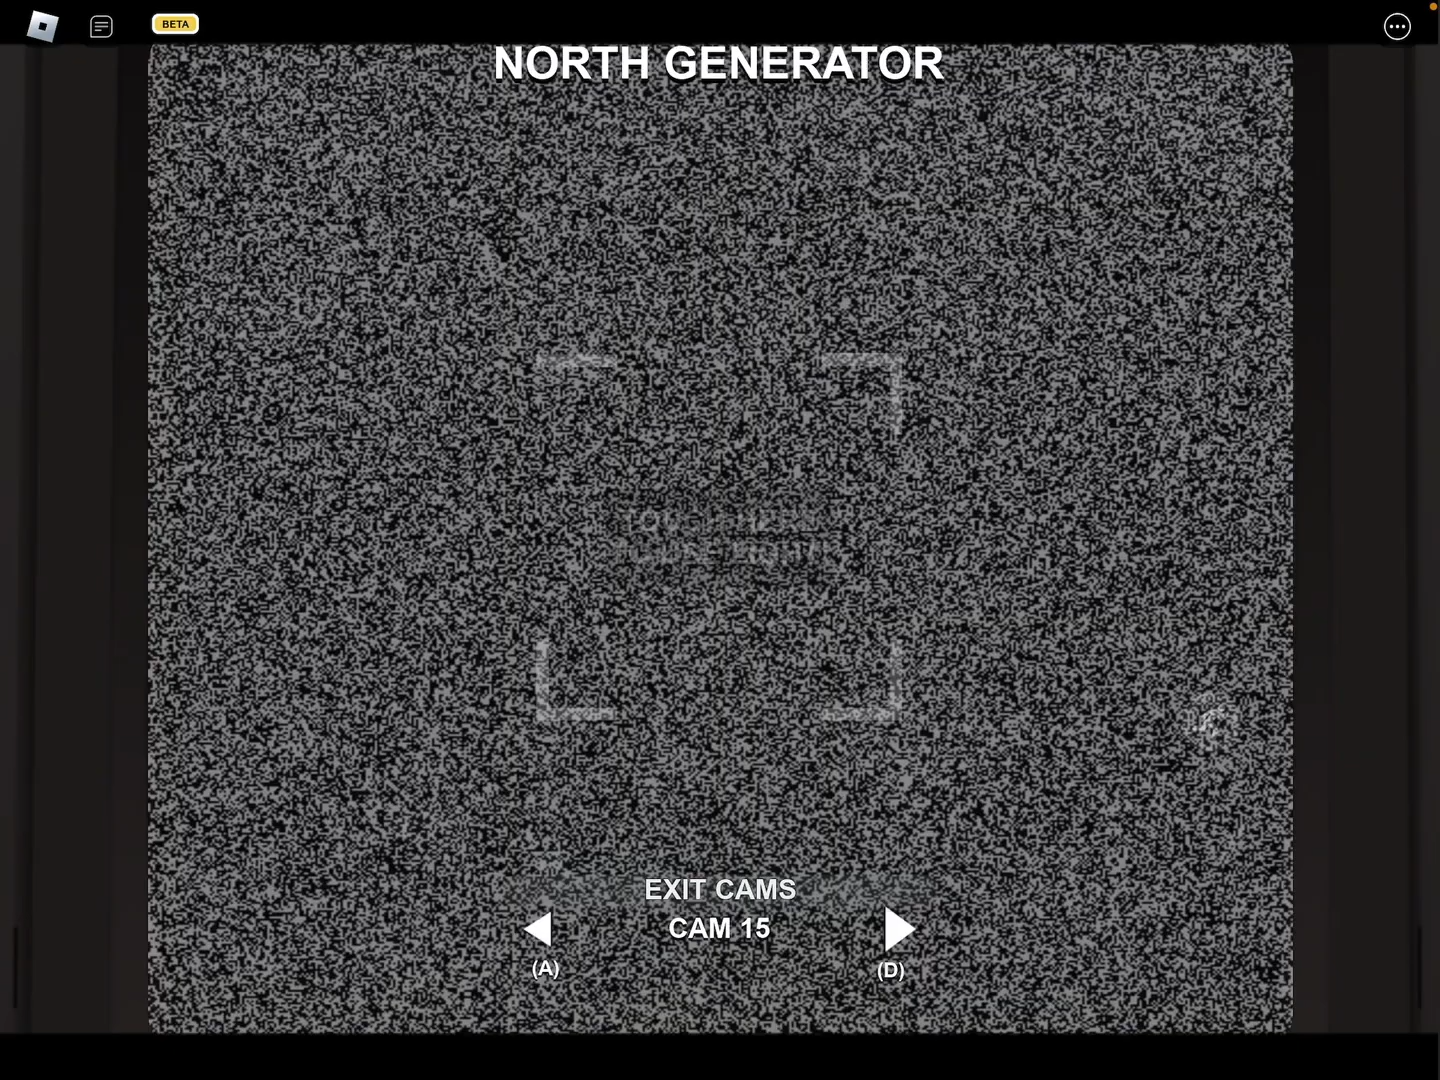 BETA
NORTH GENERATOR
EXIT CAMS
CAM 15
(A)
(D)